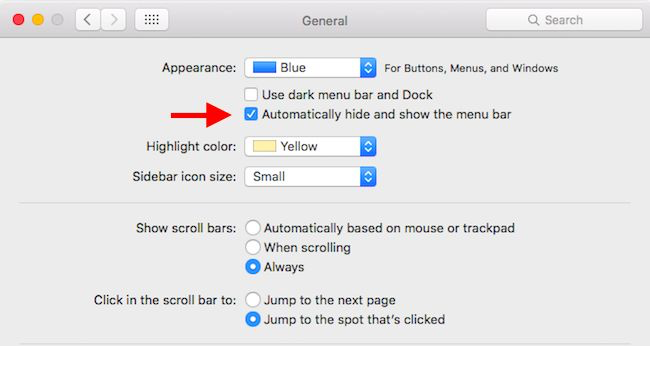 General
Search
Appearance: Blue For Buttons, Menus, and Windows
Use dark menu bar and Dock
Automatically hide and show the menu bar
Highlight color: Yellow
Sidebar icon size: Small
Show scroll bars: Automatically based on mouse or trackpad
When scrolling
Always
Click in the scroll bar to: Jump to the next page
Jump to the spot that's clicked